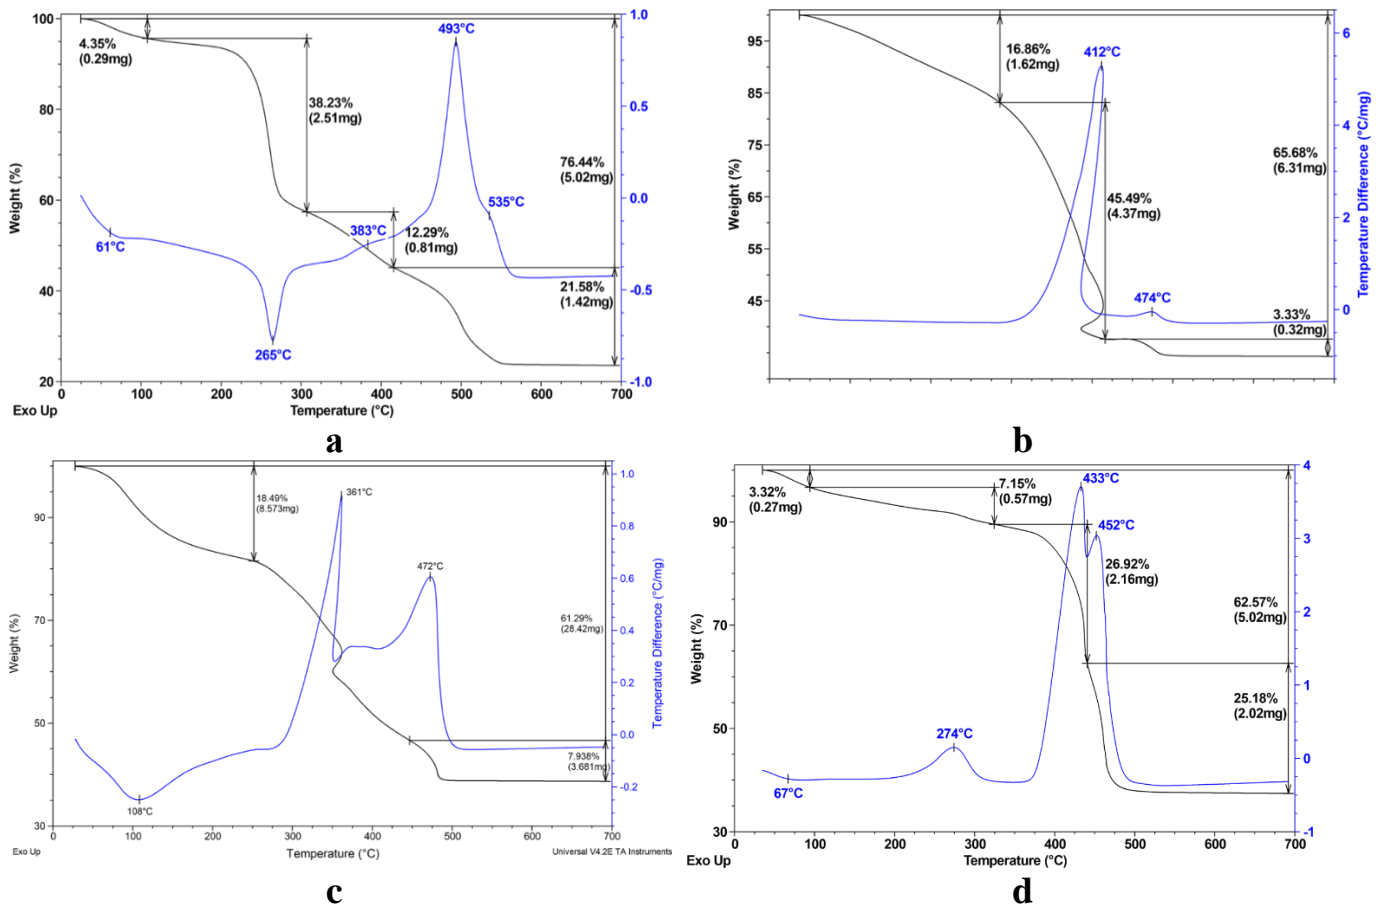 100
80
60
40
20
Weight (%)
4.35%
(0.29mg)
38.23%
(2.51mg)
12.29%
(0.81mg)
76.44%
(5.02mg)
21.58%
(1.42mg)
61°C
265°C
383°C
493°C
535°C
1.0
0.5
0.0
-0.5
-1.0
0
100
200
300
400
500
600
700
Exo Up
Temperature (°C)
a
95
85
75
65
55
45
Weight (%)
16.86%
(1.62mg)
45.49%
(4.37mg)
65.68%
(6.31mg)
3.33%
(0.32mg)
412°C
474°C
6
4
2
0
Temperature Difference (°C/mg)
b
90
70
50
30
Weight (%)
18.49%
(8.573mg)
61.29%
(28.42mg)
7.938%
(3.681mg)
108°C
361°C
472°C
1.0
0.8
0.6
0.4
0.2
0.0
-0.2
Temperature Difference (°C/mg)
0
100
200
300
400
500
600
700
Exo Up
Temperature (°C)
Universal V4.2E TA Instruments
c
90
70
50
30
Weight (%)
3.32%
(0.27mg)
7.15%
(0.57mg)
26.92%
(2.16mg)
62.57%
(5.02mg)
25.18%
(2.02mg)
67°C
274°C
433°C
452°C
4
3
2
1
0
-1
0
100
200
300
400
500
600
700
Exo Up
Temperature (°C)
d